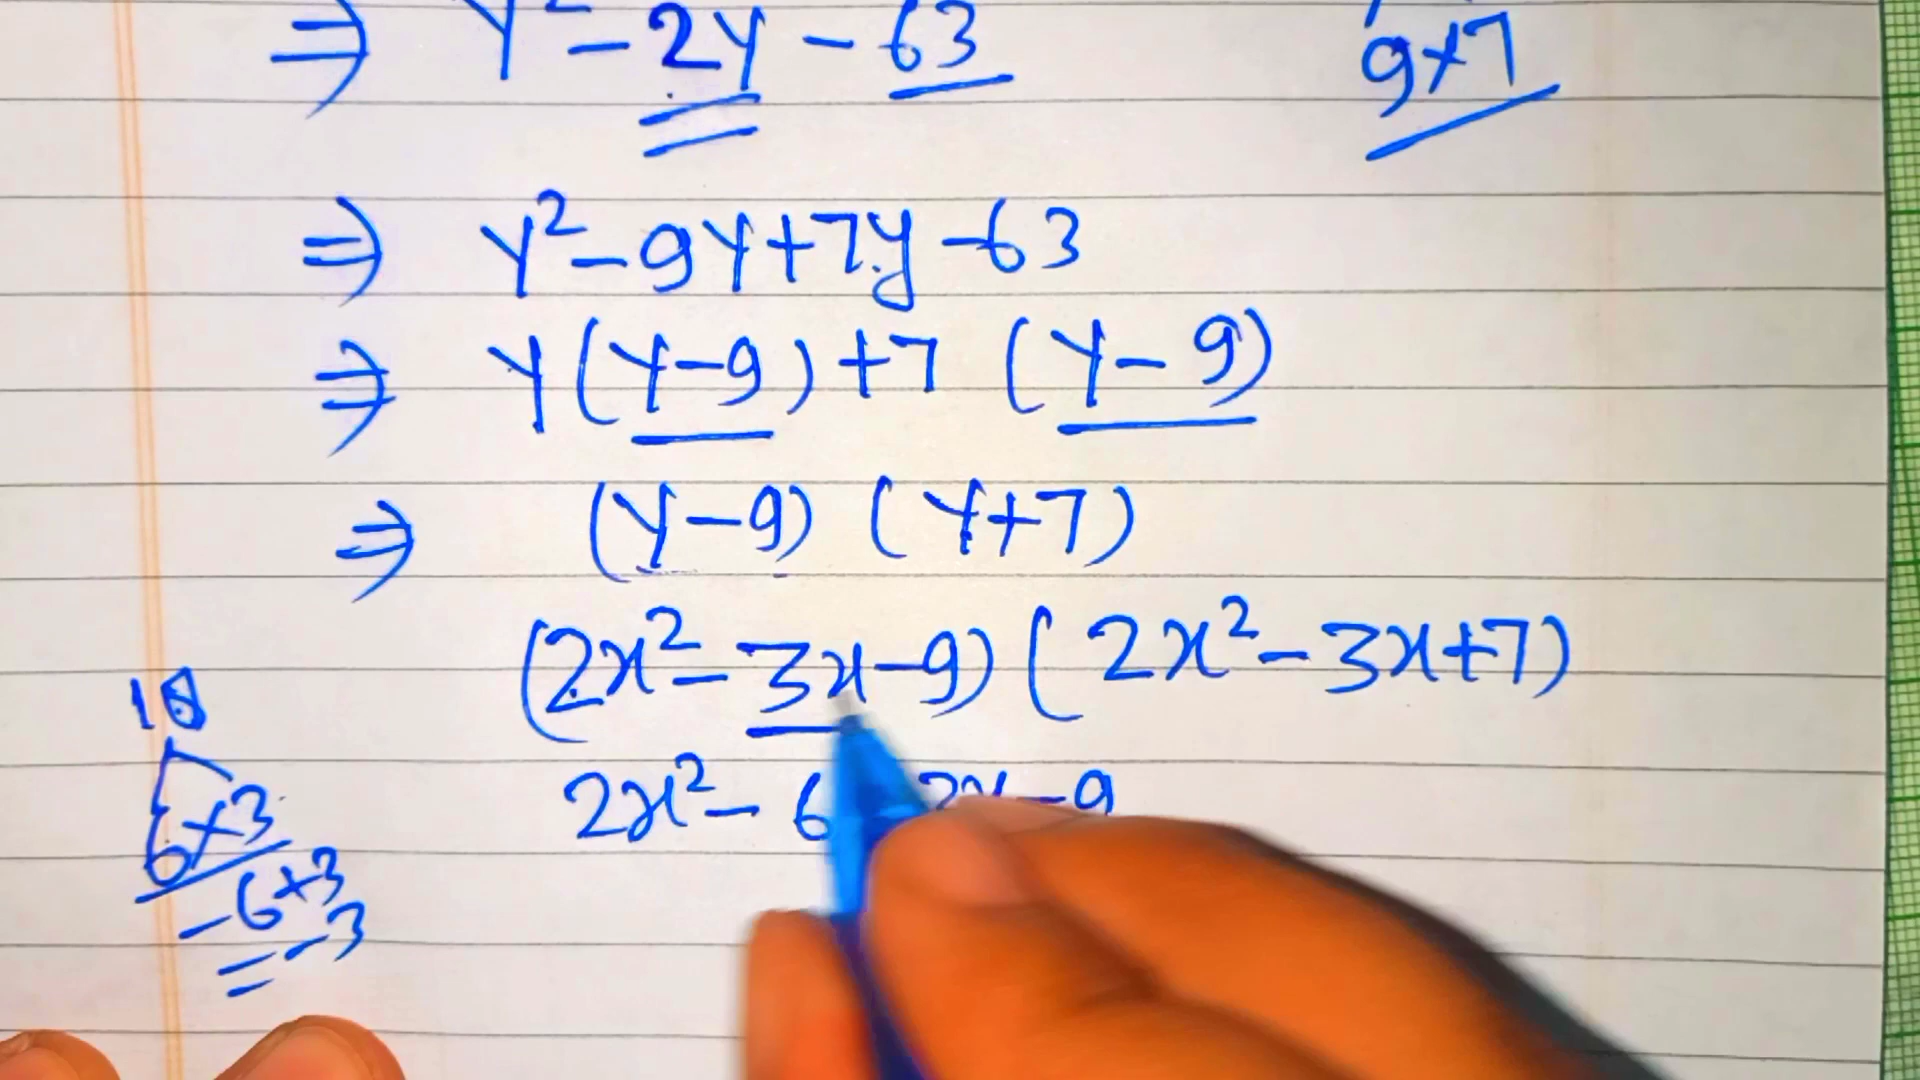 ⇒ y² - 2y - 63
9×7
⇒ y² - 9y + 7y - 63
⇒ y(y-9) + 7 (y-9)
⇒ (y-9) (y+7)
(2x² - 3x - 9) (2x² - 3x + 7)
18
6×3
-6+3
= -3
2x² - 6 3x - 9